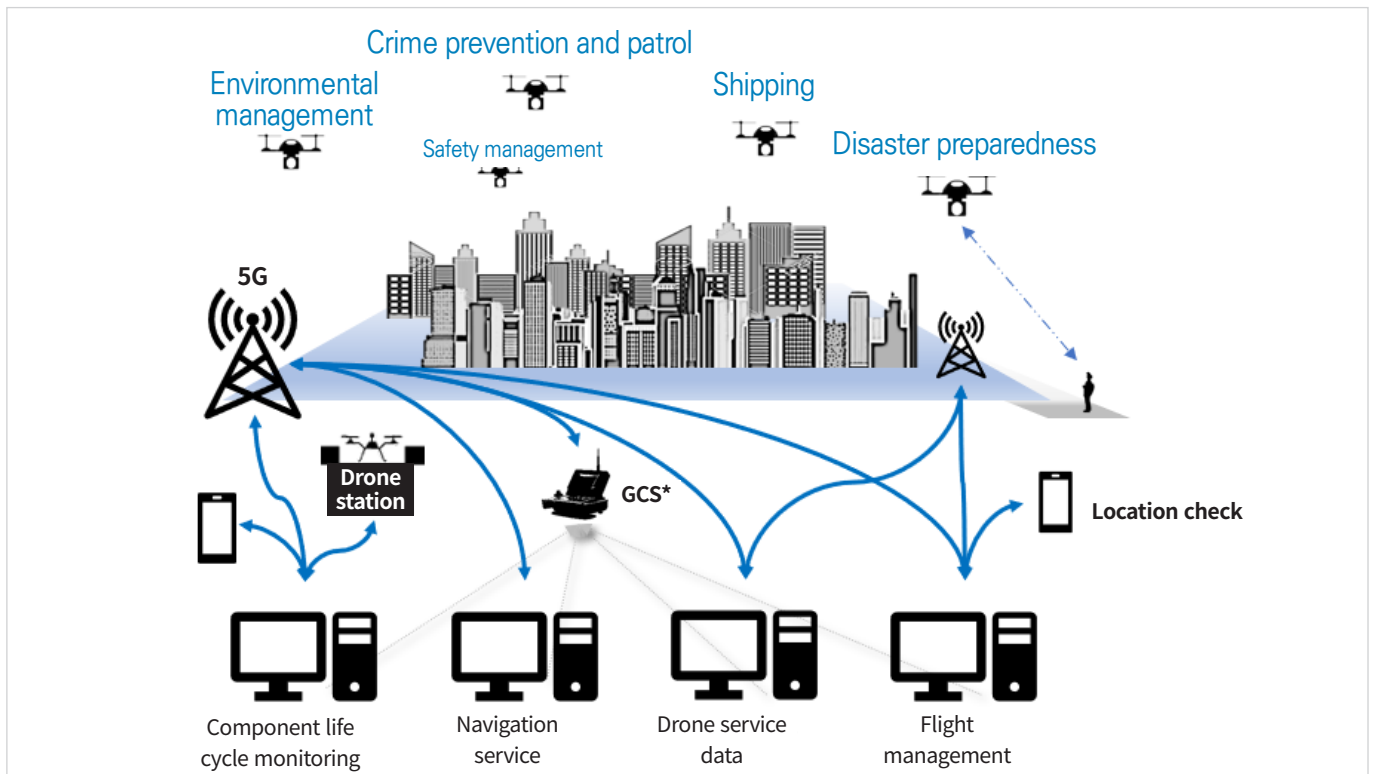 Crime prevention and patrol
Environmental
management
Shipping
Safety management
Disaster preparedness
5G
Drone
station
GCS*
Location check
Component life
cycle monitoring
Navigation
service
Drone service
data
Flight
management